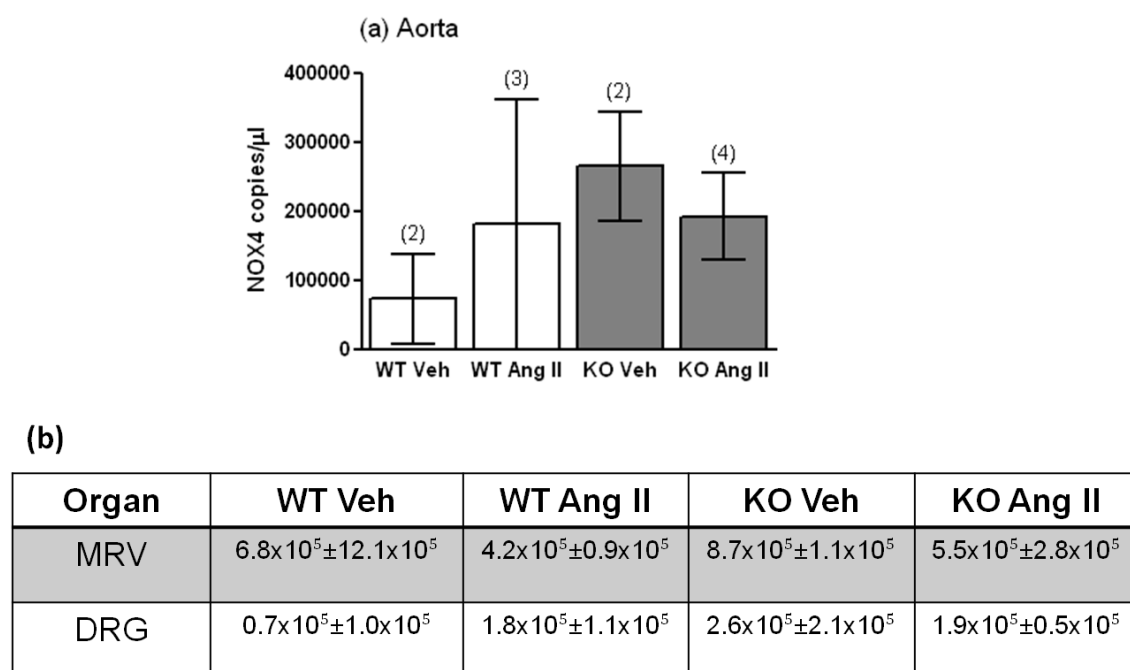 (a) Aorta
NOX4 copies/µl
400000
300000
200000
100000
0
(2)
(3)
(2)
(4)
WT Veh WT Ang II KO Veh KO Ang II
(b)
Organ WT Veh WT Ang II KO Veh KO Ang II
MRV 6.8x10⁵±12.1x10⁵ 4.2x10⁵±0.9x10⁵ 8.7x10⁵±1.1x10⁵ 5.5x10⁵±2.8x10⁵
DRG 0.7x10⁵±1.0x10⁵ 1.8x10⁵±1.1x10⁵ 2.6x10⁵±2.1x10⁵ 1.9x10⁵±0.5x10⁵